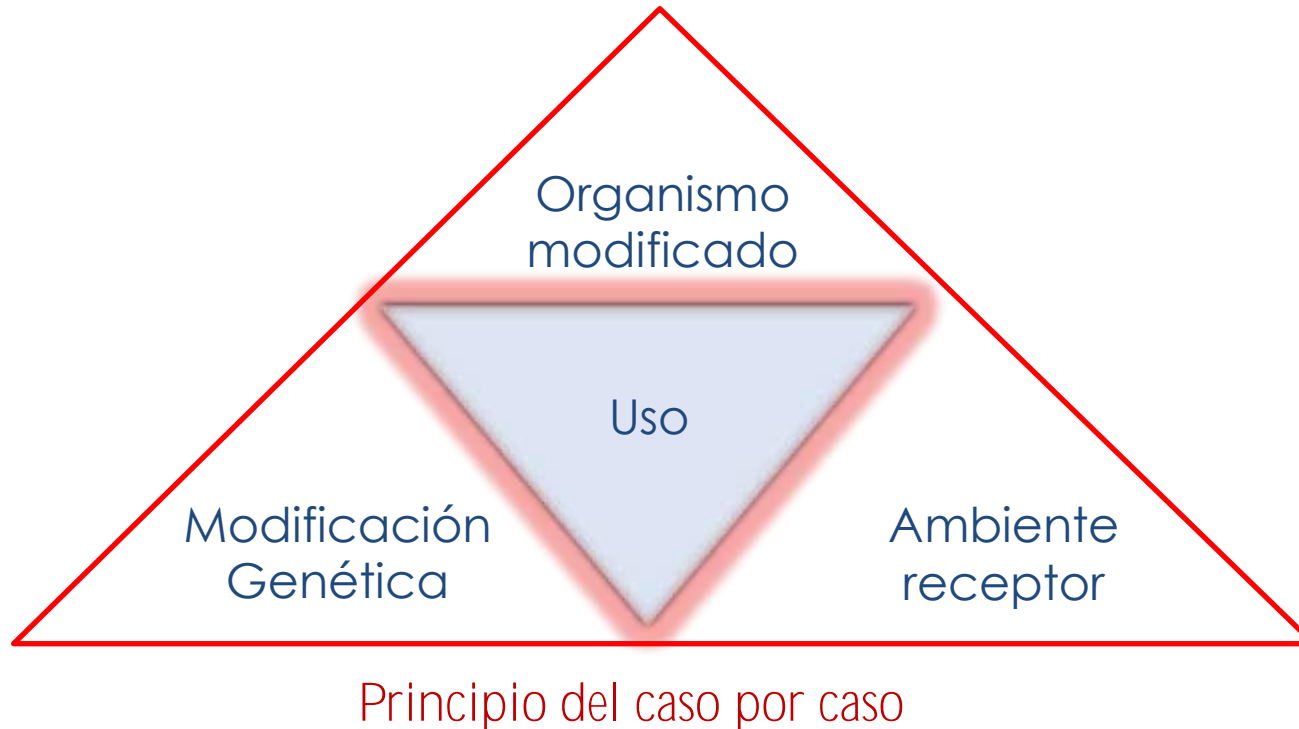 Organismo
modificado
Uso
Modificación
Genética
Ambiente
receptor
Principio del caso por caso